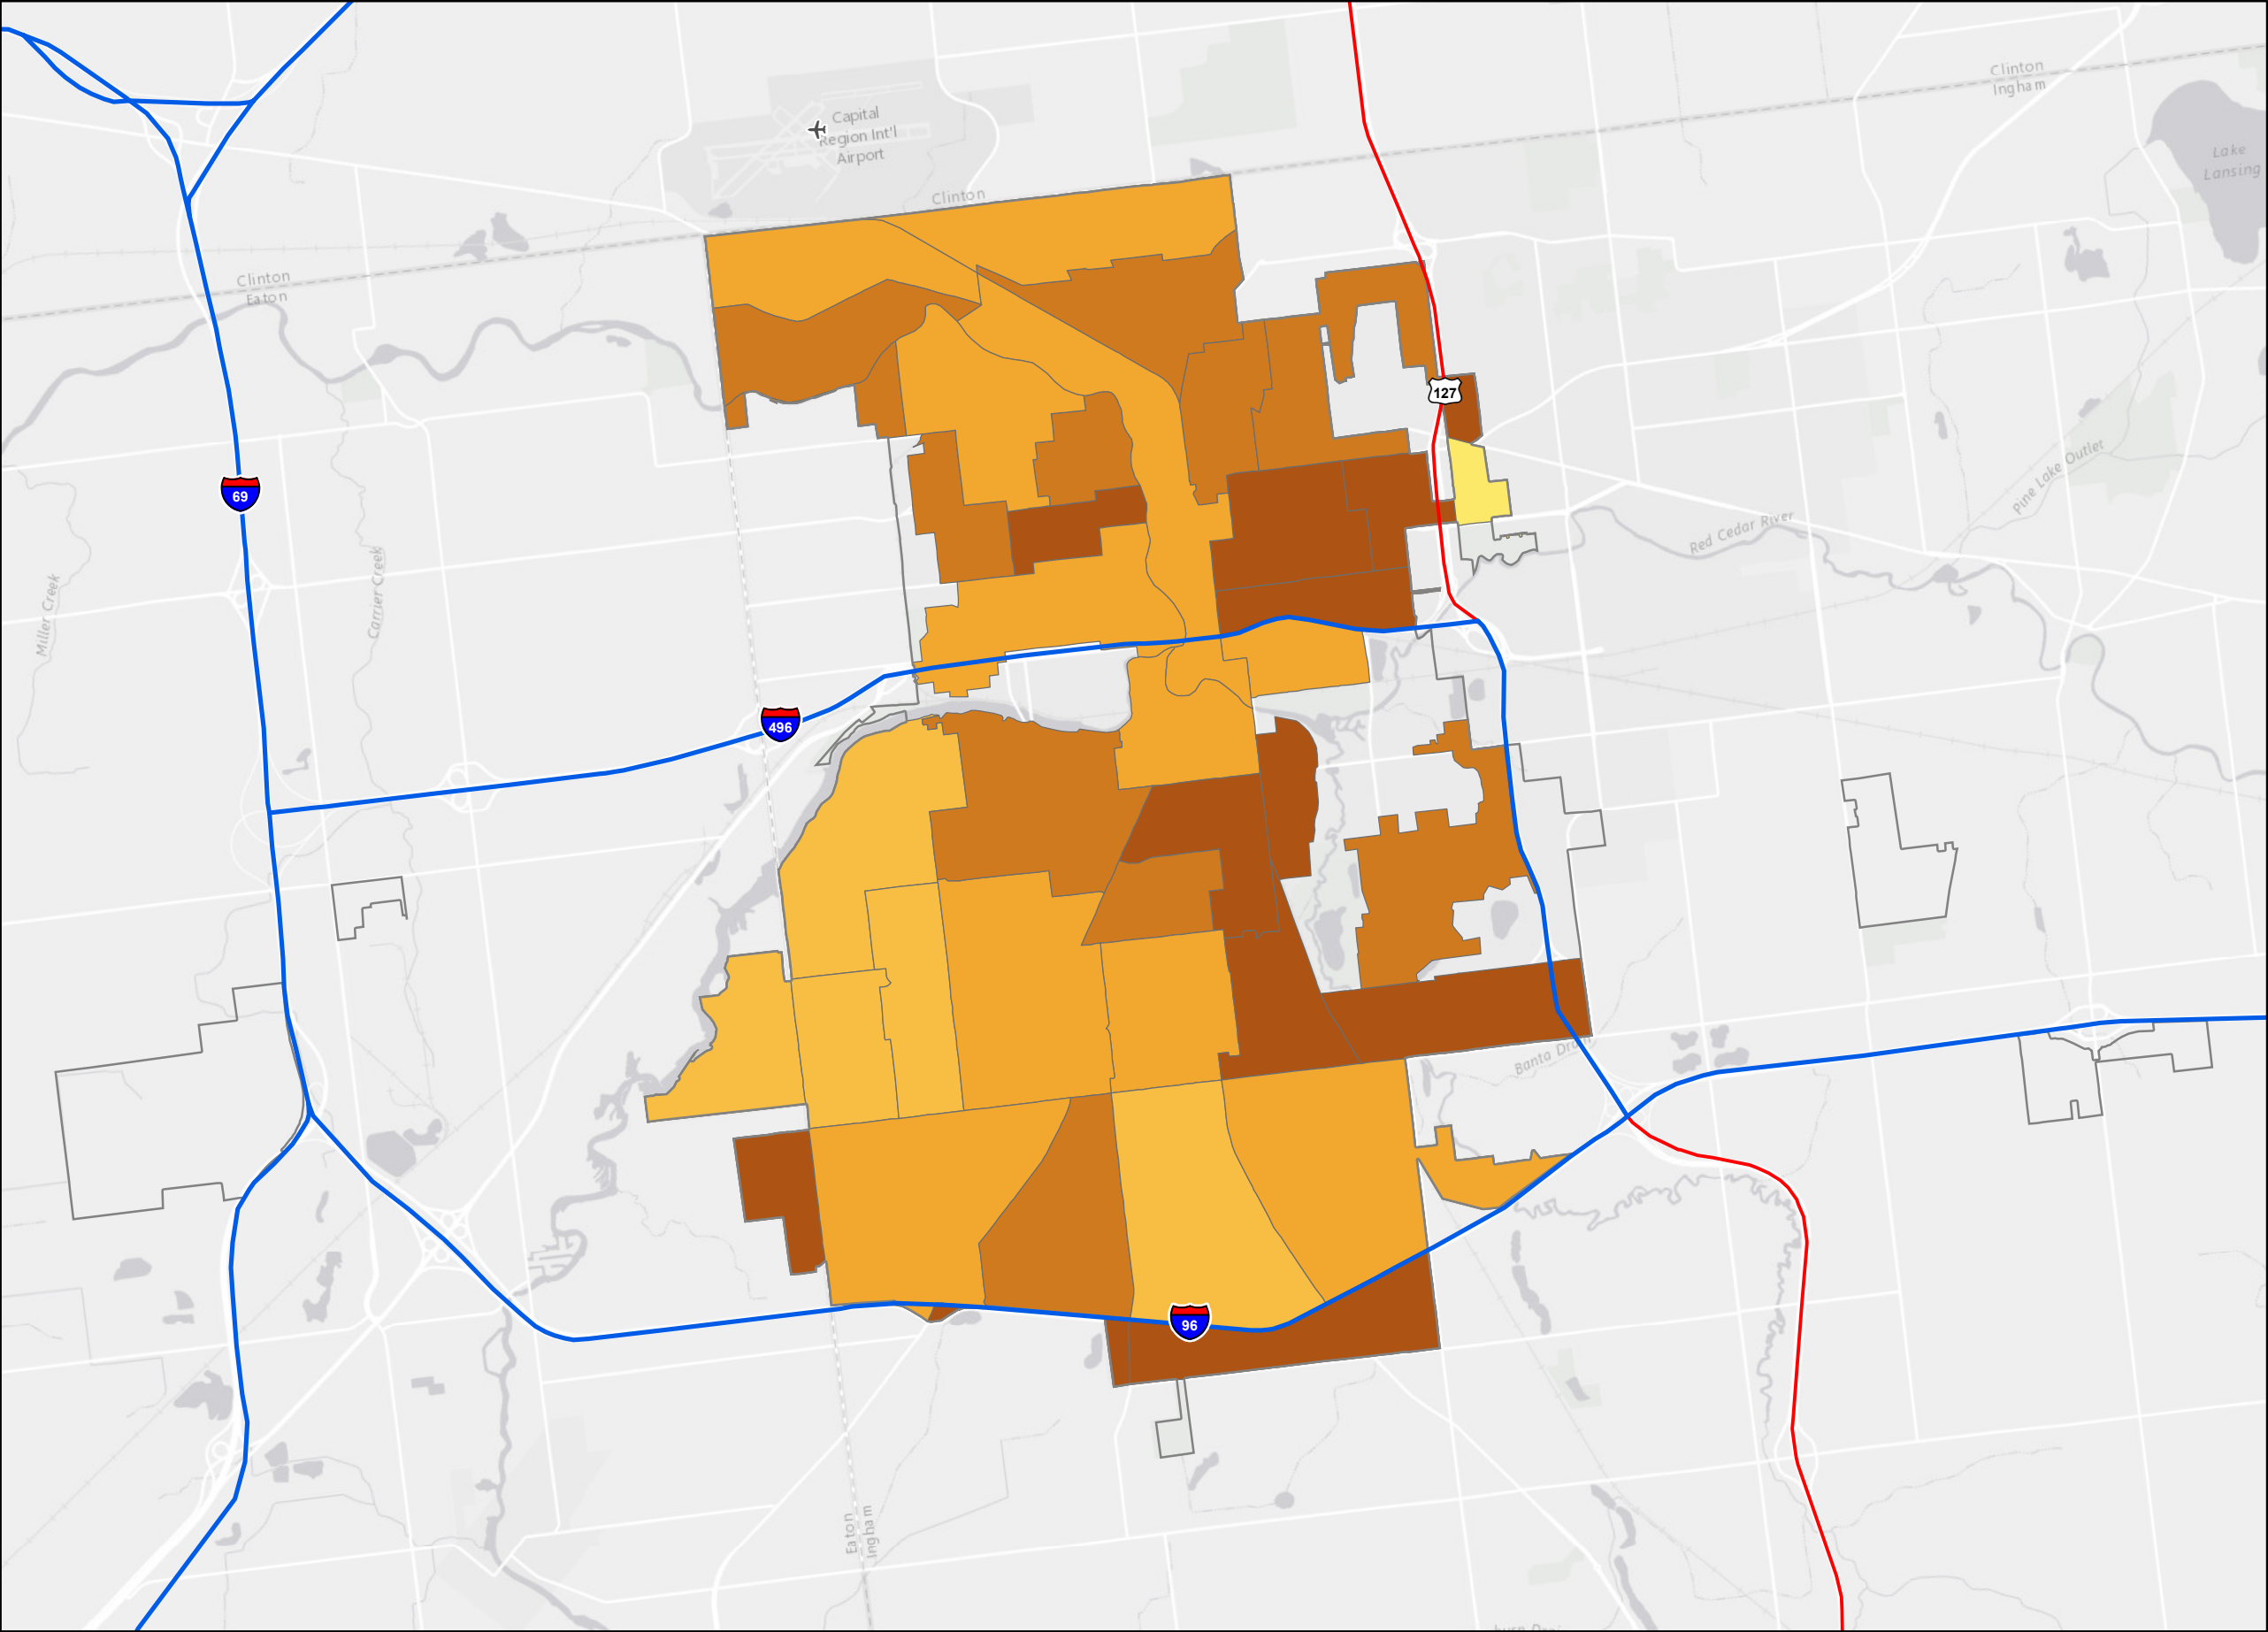 Clinton
Ingham
Capital
Region Int'l
Airport
Lake
Lansing
Clinton
Clinton
Eaton
127
69
Pine Lake Outlet
Red Cedar River
Miller Creek
Carrier Creek
496
Banta Drain
96
Eaton
Ingham